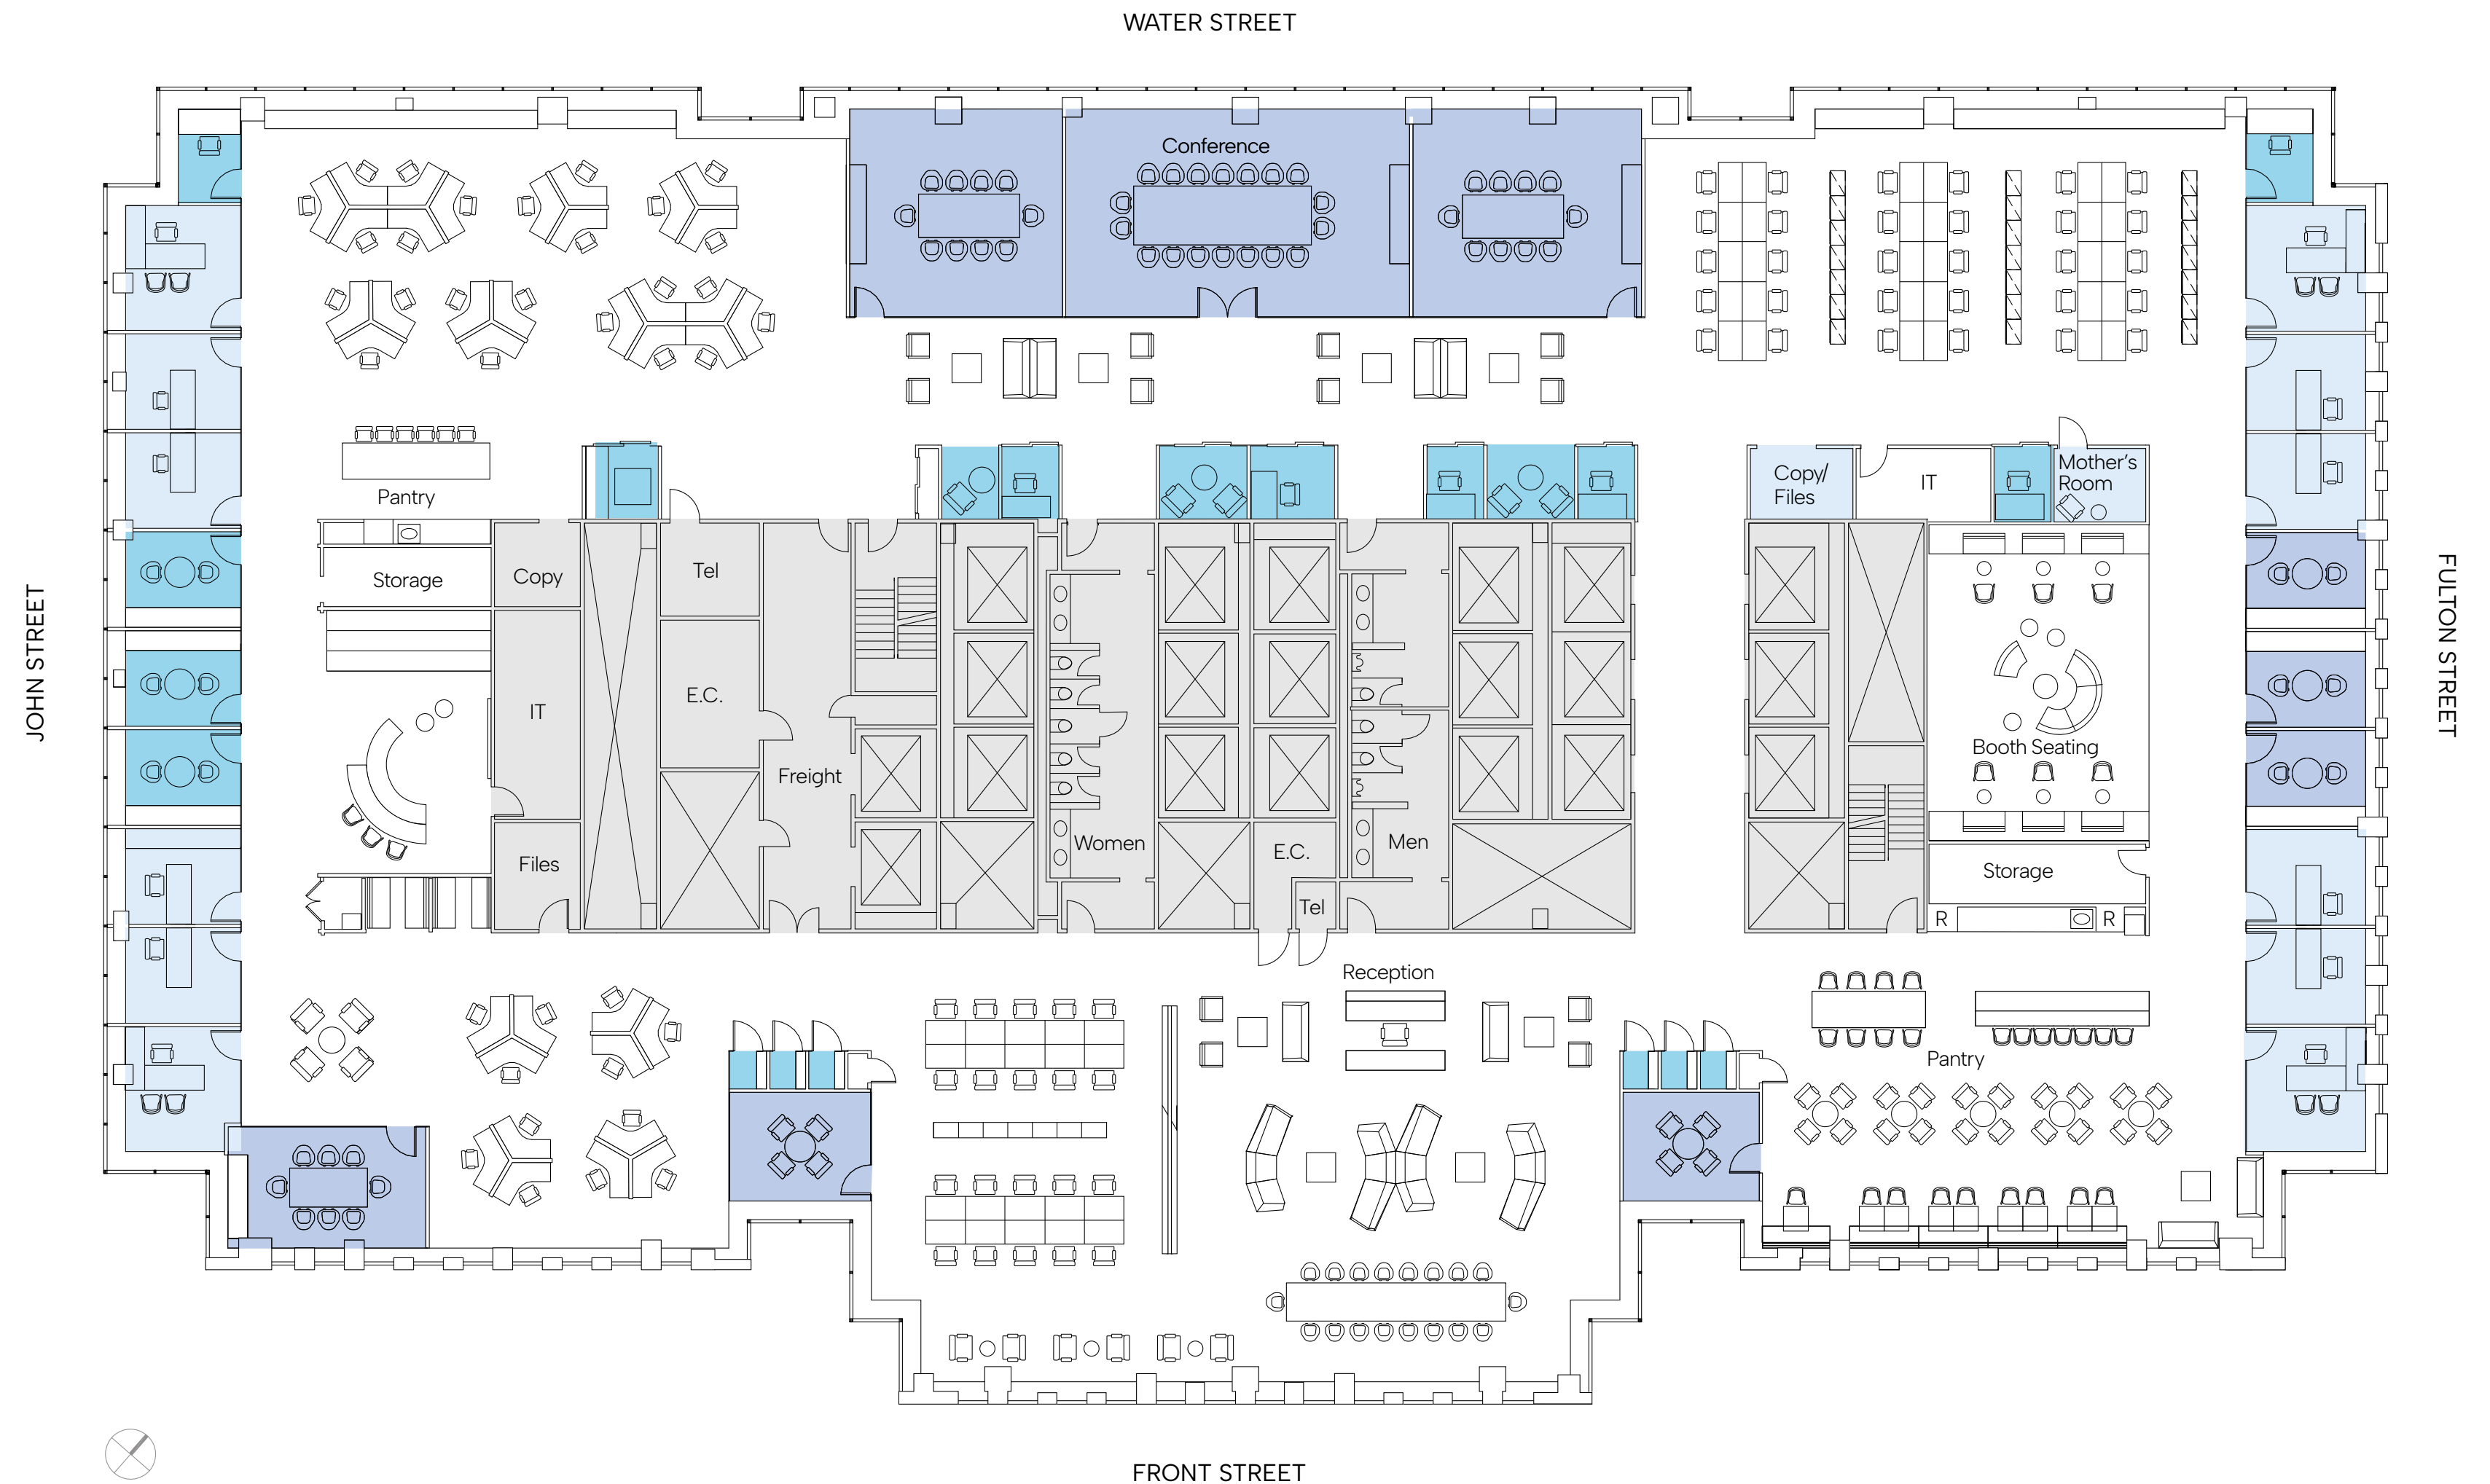 WATER STREET
Conference
Copy/
Files
IT
Mother's
Room
Pantry
Storage
Copy
Tel
JOHN STREET
FULTON STREET
IT
E.C.
Freight
Booth Seating
Files
Women
E.C.
Men
Storage
Tel
R
R
Reception
Pantry
FRONT STREET